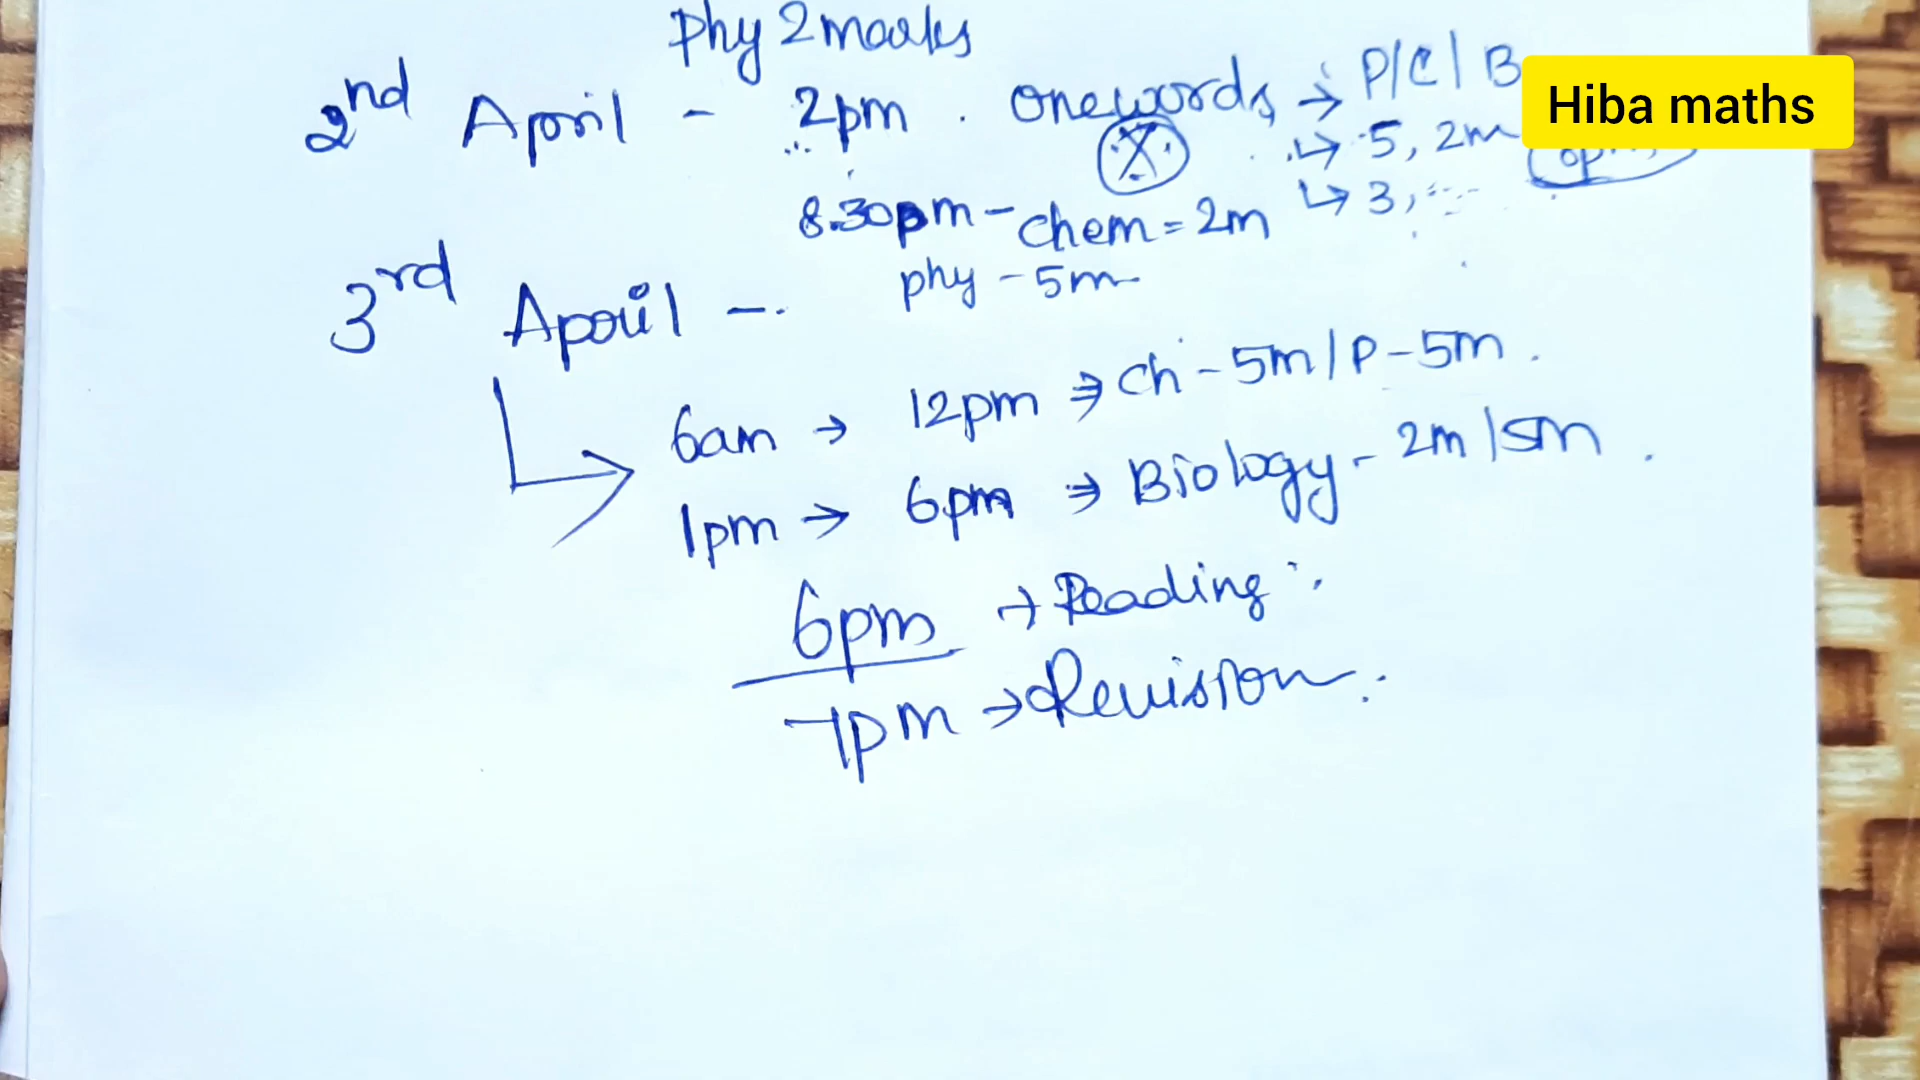 Phy 2 marks
2nd April - 2pm . Onewords → P/C/B
Hiba maths
↳ 5, 2m
↳ 3,
8.30pm - chem = 2m
phy - 5m
3rd April -
6am → 12pm ⇒ Ch - 5m / P - 5m .
1pm → 6pm ⇒ Biology - 2m / 5m .
6pm → Reading
7pm → Revision .